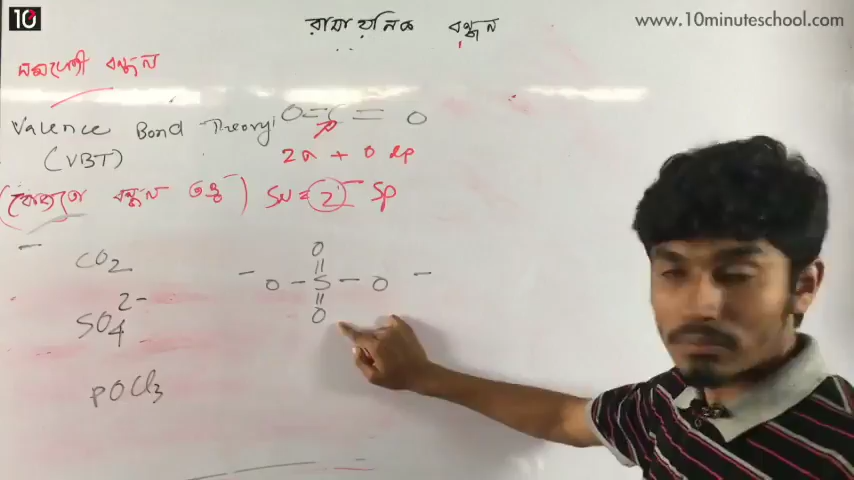 10
রাসায়নিক বন্ধন
www.10minuteschool.com
সমযোজী বন্ধন
Valence Bond Theory:
(VBT)
O=C=O
2σ + 0 lp
(যোজ্যতা বন্ধন তত্ত্ব)
SN = 2 sp
CO2
SO4 2-
POCl3
O
- O - S - O -
O